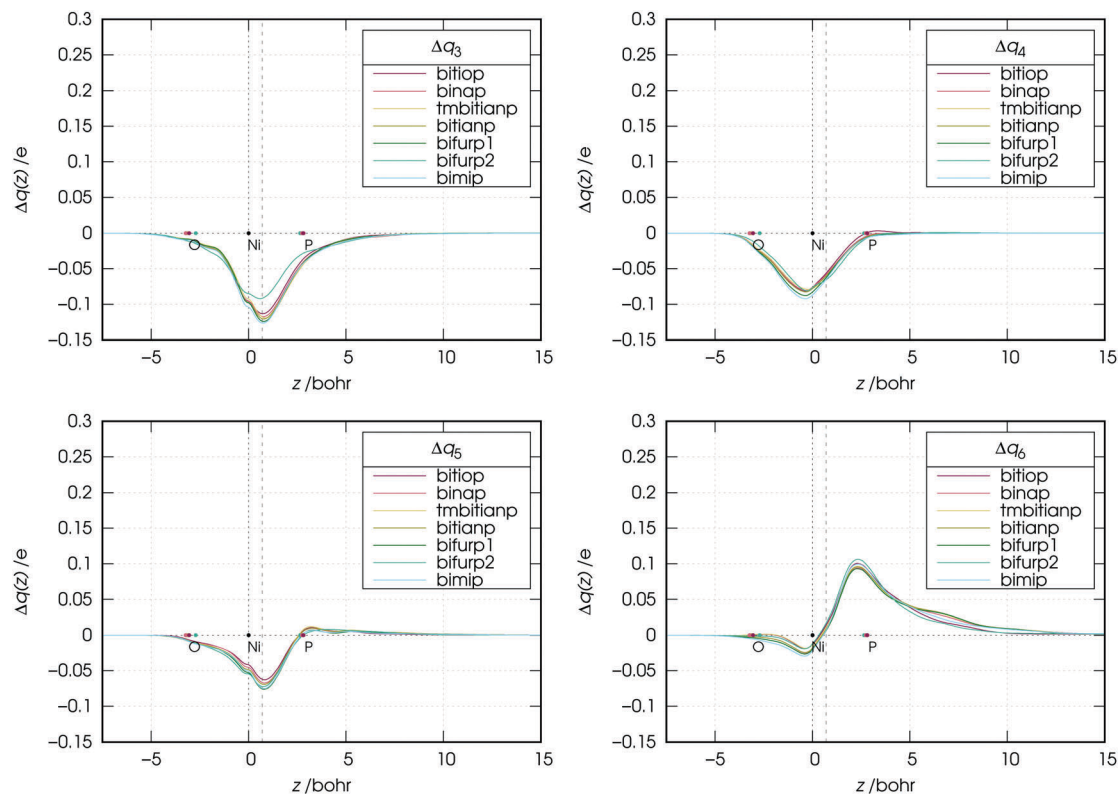 0.3
0.25
0.2
0.15
0.1
0.05
0
−0.05
−0.1
−0.15
Δq(z)/e
Δq3
bitiop
binap
tmbitianp
bitianp
bifurp1
bifurp2
bimip
O Ni P
−5 0 5 10 15
z /bohr
0.3
0.25
0.2
0.15
0.1
0.05
0
−0.05
−0.1
−0.15
Δq(z)/e
Δq4
bitiop
binap
tmbitianp
bitianp
bifurp1
bifurp2
bimip
O Ni P
−5 0 5 10 15
z /bohr
0.3
0.25
0.2
0.15
0.1
0.05
0
−0.05
−0.1
−0.15
Δq(z)/e
Δq5
bitiop
binap
tmbitianp
bitianp
bifurp1
bifurp2
bimip
O Ni P
−5 0 5 10 15
z /bohr
0.3
0.25
0.2
0.15
0.1
0.05
0
−0.05
−0.1
−0.15
Δq(z)/e
Δq6
bitiop
binap
tmbitianp
bitianp
bifurp1
bifurp2
bimip
O Ni P
−5 0 5 10 15
z /bohr